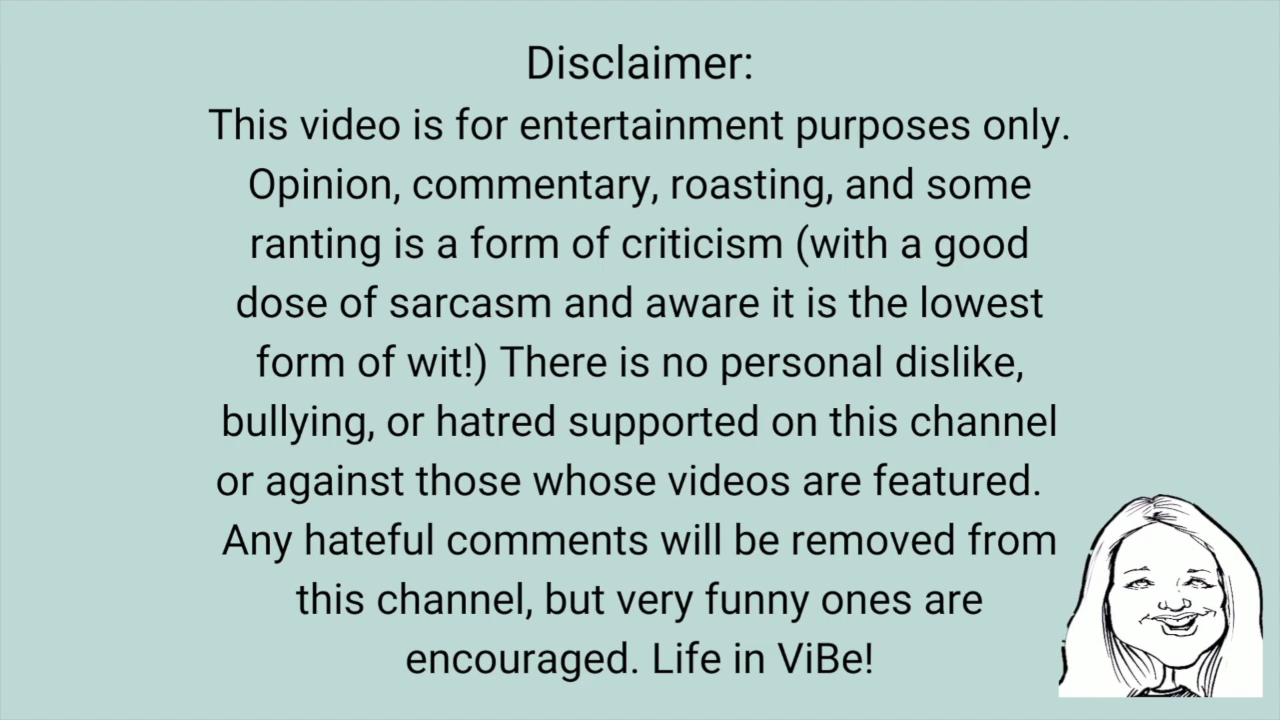 Disclaimer:
This video is for entertainment purposes only.
Opinion, commentary, roasting, and some
ranting is a form of criticism (with a good
dose of sarcasm and aware it is the lowest
form of wit!) There is no personal dislike,
bullying, or hatred supported on this channel
or against those whose videos are featured.
Any hateful comments will be removed from
this channel, but very funny ones are
encouraged. Life in ViBe!